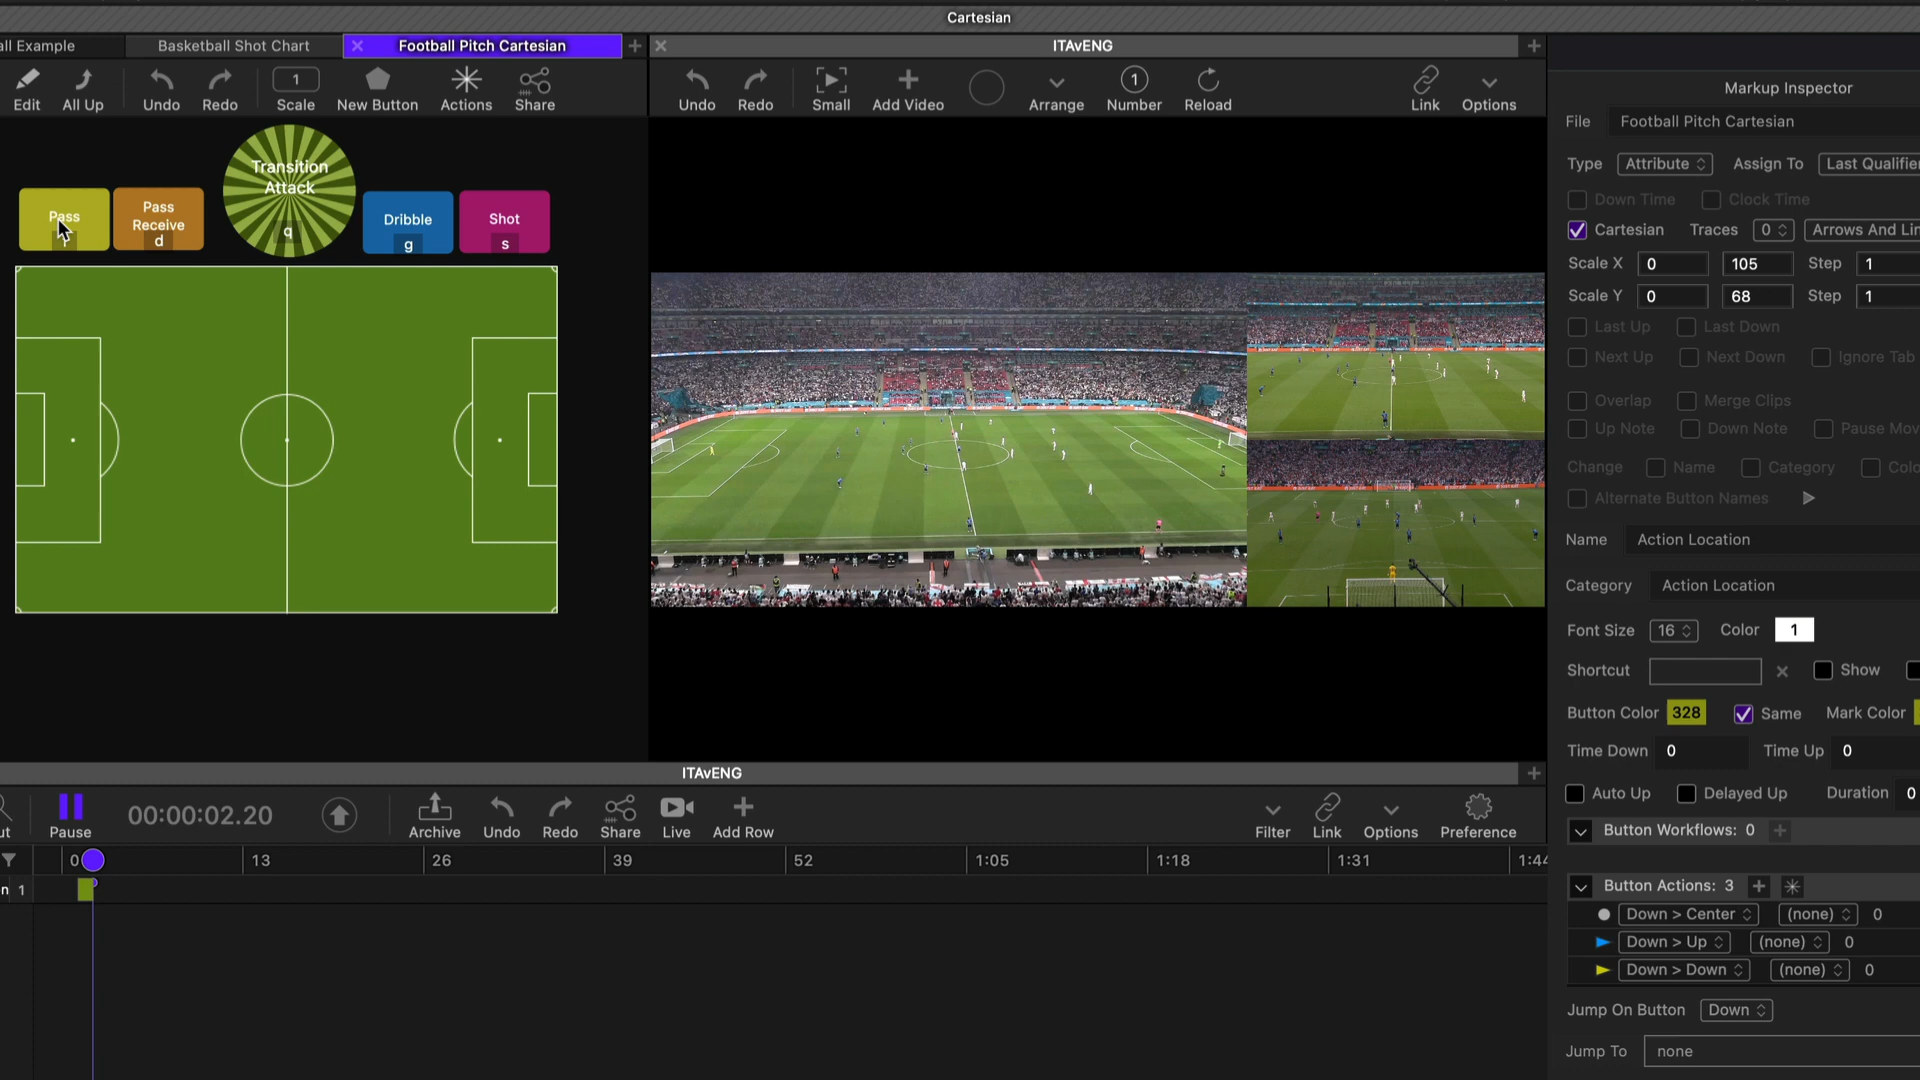 Cartesian
all Example
Basketball Shot Chart
Football Pitch Cartesian
ITAvENG
Edit
All Up
Undo
Redo
1
Scale
New Button
Actions
Share
Undo
Redo
Small
Add Video
Arrange
1
Number
Reload
Link
Options
Transition
Attack
q
Pass
Pass
Receive
d
Dribble
g
Shot
s
Markup Inspector
File Football Pitch Cartesian
Type Attribute Assign To Last Qualifier
Down Time Clock Time
Cartesian Traces 0 Arrows And Lin
Scale X 0 105 Step 1
Scale Y 0 68 Step 1
Last Up Last Down
Next Up Next Down Ignore Tab
Overlap Merge Clips
Up Note Down Note Pause Mov
Change Name Category Colo
Alternate Button Names
Name Action Location
Category Action Location
Font Size 16 Color 1
Shortcut Show
Button Color 328 Same Mark Color
Time Down 0 Time Up 0
Auto Up Delayed Up Duration 0
Button Workflows: 0
Button Actions: 3
Down > Center (none) 0
Down > Up (none) 0
Down > Down (none) 0
Jump On Button Down
Jump To none
ITAvENG
ut
Pause
00:00:02.20
Archive
Undo
Redo
Share
Live
Add Row
Filter
Link
Options
Preference
0 13 26 39 52 1:05 1:18 1:31 1:44
n 1